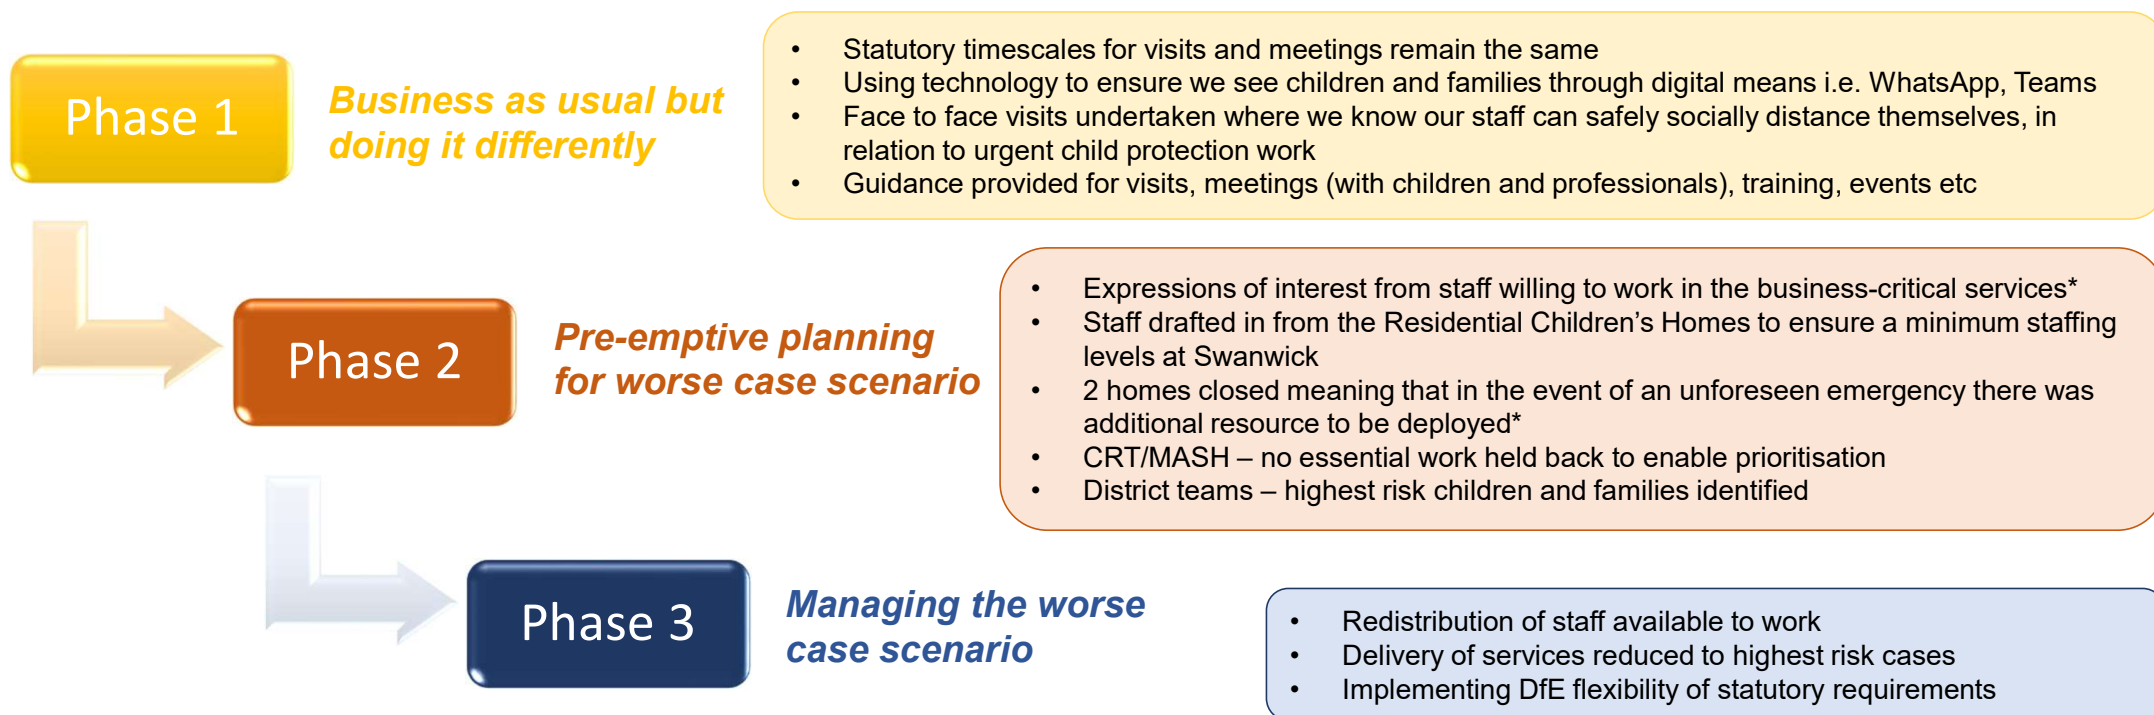 Phase 1
Business as usual but
doing it differently
• Statutory timescales for visits and meetings remain the same
• Using technology to ensure we see children and families through digital means i.e. WhatsApp, Teams
• Face to face visits undertaken where we know our staff can safely socially distance themselves, in
relation to urgent child protection work
• Guidance provided for visits, meetings (with children and professionals), training, events etc
Phase 2
Pre-emptive planning
for worse case scenario
• Expressions of interest from staff willing to work in the business-critical services*
• Staff drafted in from the Residential Children’s Homes to ensure a minimum staffing
levels at Swanwick
• 2 homes closed meaning that in the event of an unforeseen emergency there was
additional resource to be deployed*
• CRT/MASH – no essential work held back to enable prioritisation
• District teams – highest risk children and families identified
Phase 3
Managing the worse
case scenario
• Redistribution of staff available to work
• Delivery of services reduced to highest risk cases
• Implementing DfE flexibility of statutory requirements